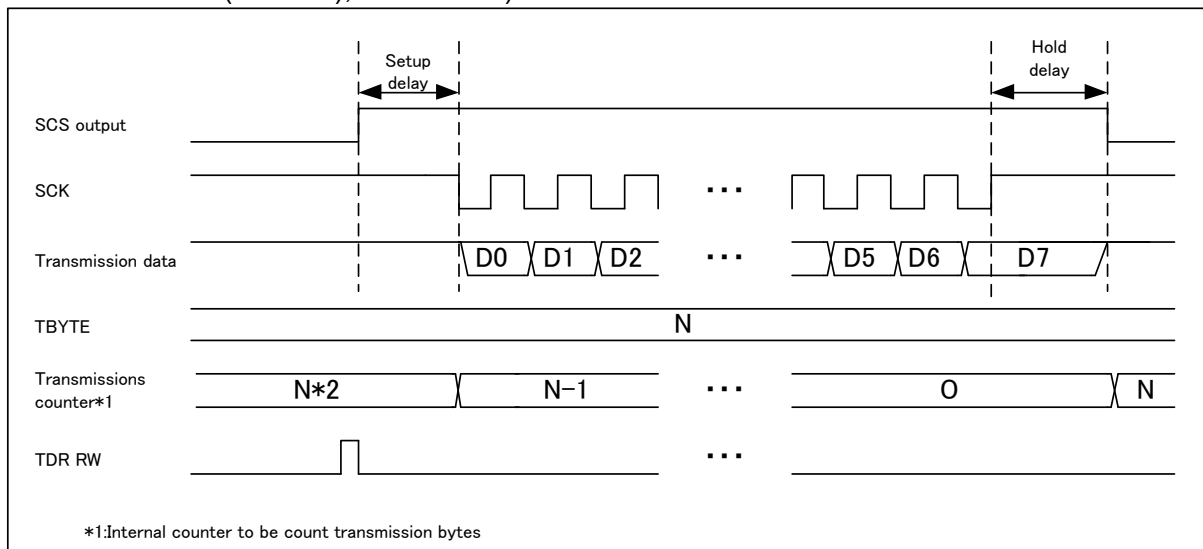 Setup
delay
Hold
delay
SCS output
SCK
• • •
Transmission data
D0 D1 D2 • • • D5 D6 D7
TBYTE
N
Transmissions
counter*1
N*2 N-1 • • • 0 N
TDR RW
• • •
*1:Internal counter to be count transmission bytes